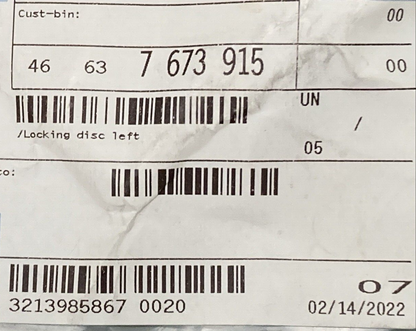 Cust-bin: 00
46 63 7 673 915 00
UN
/Locking disc left /
05
to:
07
3213985867 0020 02/14/2022